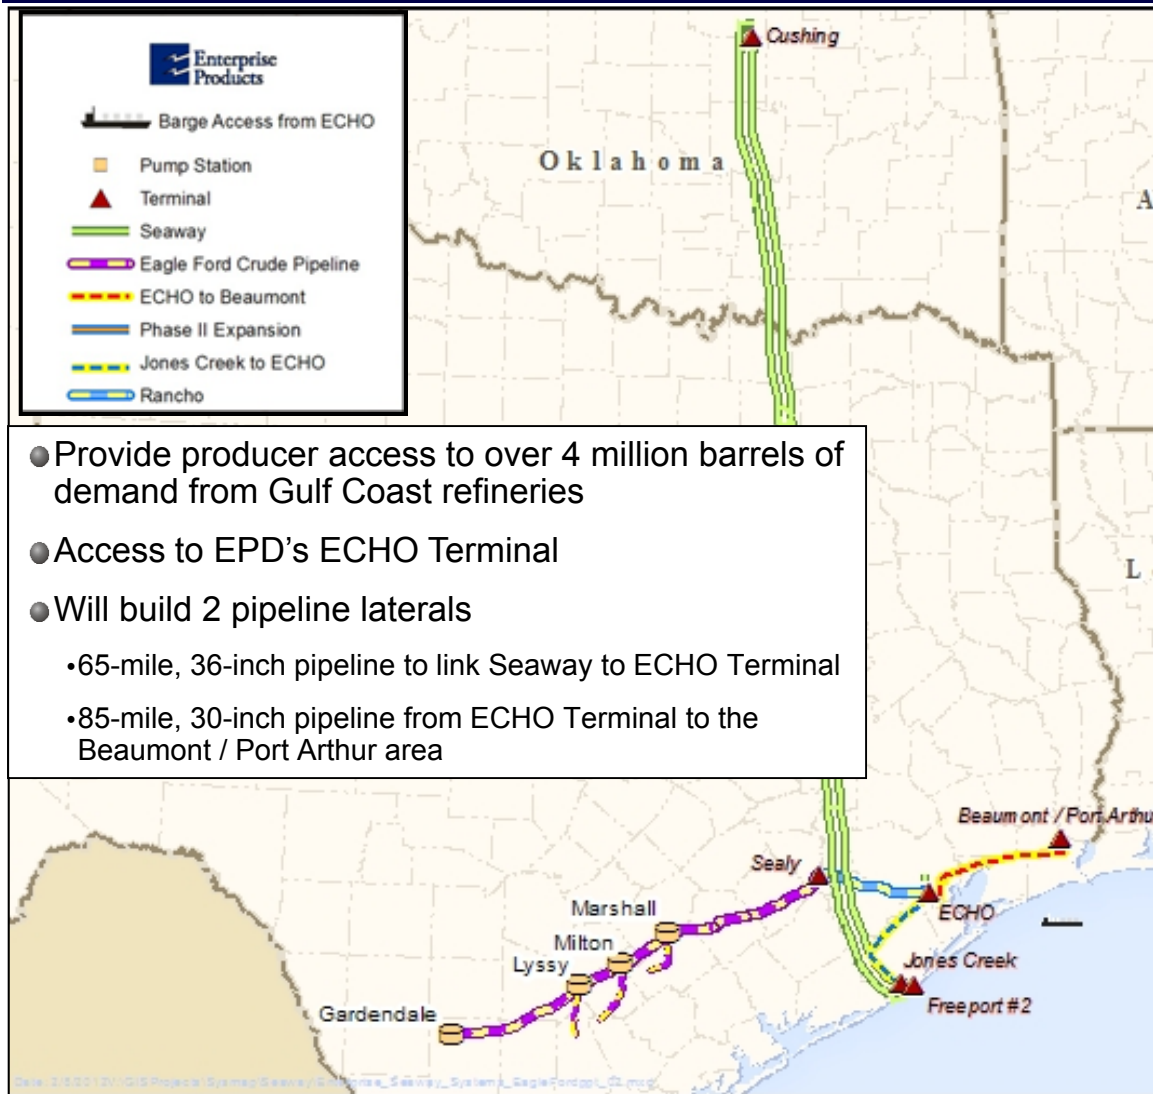 Enterprise
Products
Barge Access from ECHO
Pump Station
Terminal
Seaway
Eagle Ford Crude Pipeline
ECHO to Beaumont
Phase II Expansion
Jones Creek to ECHO
Rancho
Cushing
Oklahoma
A
L
Provide producer access to over 4 million barrels of
demand from Gulf Coast refineries
Access to EPD's ECHO Terminal
Will build 2 pipeline laterals
•65-mile, 36-inch pipeline to link Seaway to ECHO Terminal
•85-mile, 30-inch pipeline from ECHO Terminal to the
Beaumont / Port Arthur area
Beaumont / Port Arthu
Sealy
ECHO
Marshall
Milton
Lyssy
Jones Creek
Freeport #2
Gardendale